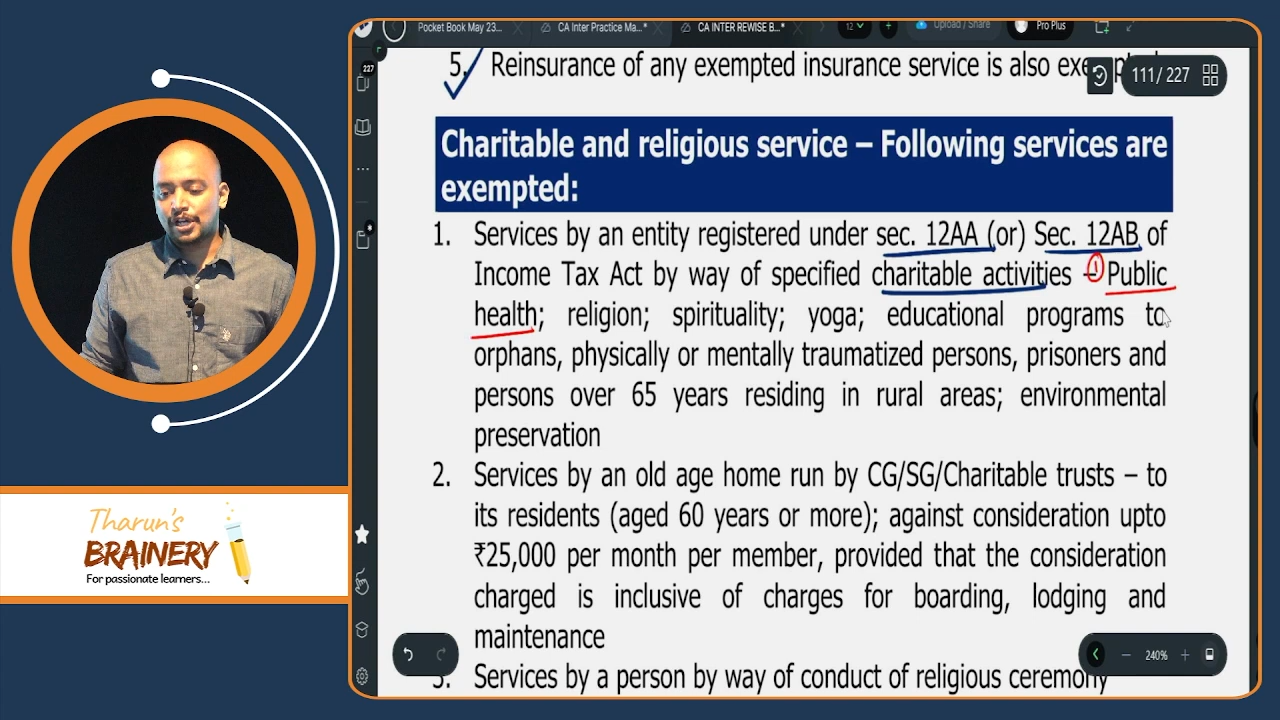 Pocket Book May 23...
CA Inter Practice Ma...*
CA INTER REWISE B...*
12
Upload / Share
Pro Plus
227
5. Reinsurance of any exempted insurance service is also
111/ 227
Charitable and religious service – Following services are
exempted:
1. Services by an entity registered under sec. 12AA (or) Sec. 12AB of
Income Tax Act by way of specified charitable activities – 1 Public
health; religion; spirituality; yoga; educational programs to
orphans, physically or mentally traumatized persons, prisoners and
persons over 65 years residing in rural areas; environmental
preservation
2. Services by an old age home run by CG/SG/Charitable trusts – to
its residents (aged 60 years or more); against consideration upto
₹25,000 per month per member, provided that the consideration
charged is inclusive of charges for boarding, lodging and
maintenance
3. Services by a person by way of conduct of religious ceremony
240%
Tharun's
BRAINERY
For passionate learners...